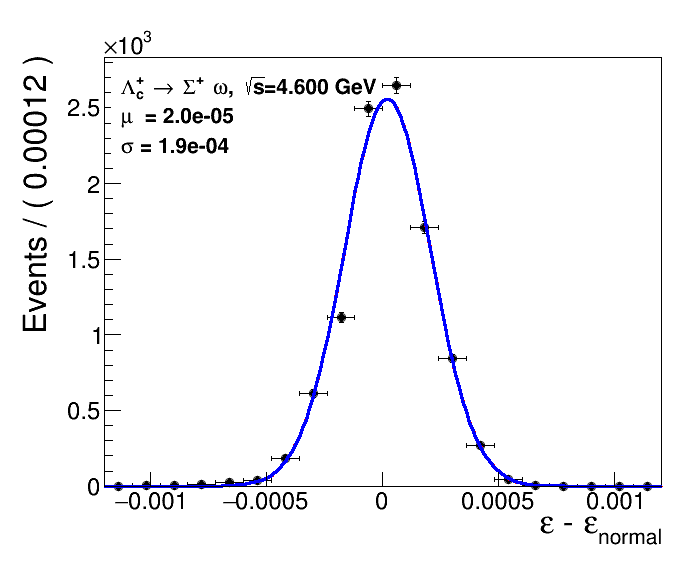 ×10³
Λc⁺ → Σ⁺ ω, √s=4.600 GeV
μ = 2.0e-05
σ = 1.9e-04
Events / ( 0.00012 )
2.5
2
1.5
1
0.5
0
−0.001 −0.0005 0 0.0005 0.001
ε - εnormal